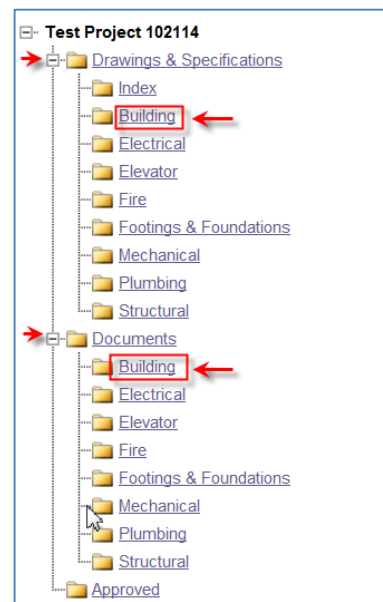 Test Project 102114
Drawings & Specifications
Index
Building
Electrical
Elevator
Fire
Footings & Foundations
Mechanical
Plumbing
Structural
Documents
Building
Electrical
Elevator
Fire
Footings & Foundations
Mechanical
Plumbing
Structural
Approved